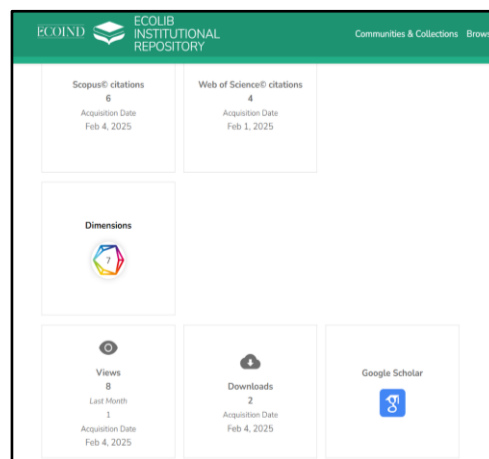 ECOIND
ECOLIB
INSTITUTIONAL
REPOSITORY
Communities & Collections
Scopus© citations
6
Acquisition Date
Feb 4, 2025
Web of Science© citations
4
Acquisition Date
Feb 1, 2025
Dimensions
7
Views
8
Last Month
1
Acquisition Date
Feb 4, 2025
Downloads
2
Acquisition Date
Feb 4, 2025
Google Scholar